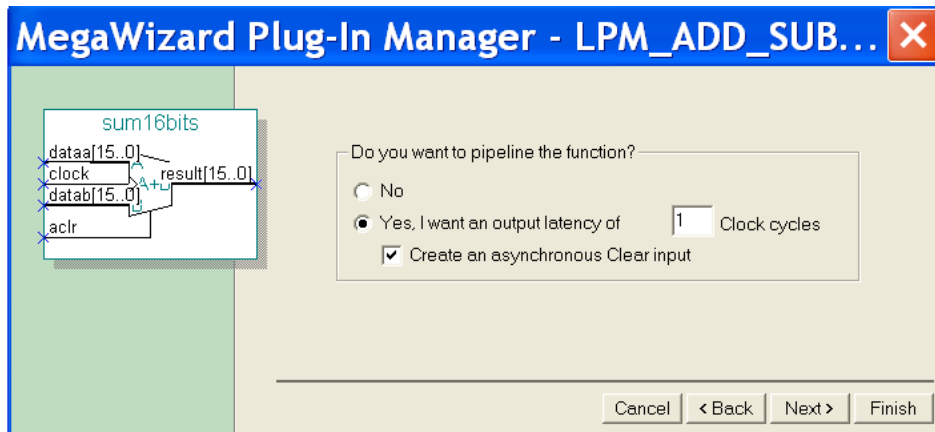 MegaWizard Plug-In Manager - LPM_ADD_SUB...
sum16bits
dataa[15..0]
clock
A+B
result[15..0]
datab[15..0]
aclr
Do you want to pipeline the function?
No
Yes, I want an output latency of 1 Clock cycles
Create an asynchronous Clear input
Cancel < Back Next > Finish